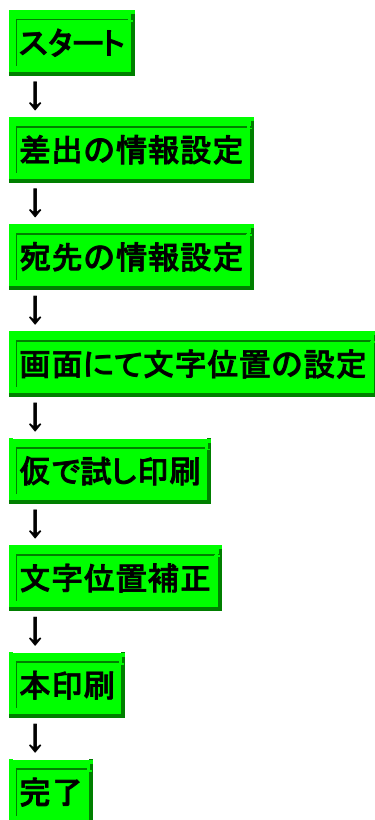 スタート
↓
差出の情報設定
↓
宛先の情報設定
↓
画面にて文字位置の設定
↓
仮で試し印刷
↓
文字位置補正
↓
本印刷
↓
完了